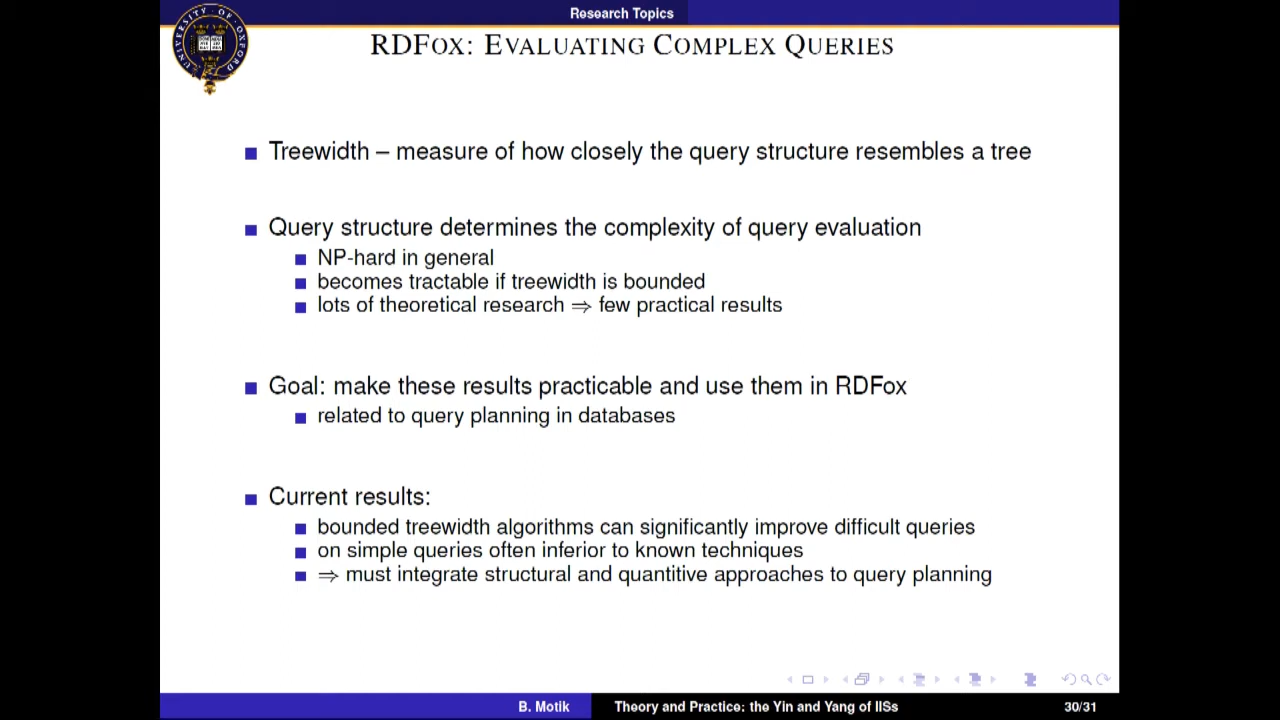 Research Topics
RDFOX: EVALUATING COMPLEX QUERIES
UNIVERSITY OF OXFORD
Treewidth – measure of how closely the query structure resembles a tree
Query structure determines the complexity of query evaluation
NP-hard in general
becomes tractable if treewidth is bounded
lots of theoretical research ⇒ few practical results
Goal: make these results practicable and use them in RDFox
related to query planning in databases
Current results:
bounded treewidth algorithms can significantly improve difficult queries
on simple queries often inferior to known techniques
⇒ must integrate structural and quantitive approaches to query planning
B. Motik
Theory and Practice: the Yin and Yang of IISs
30/31